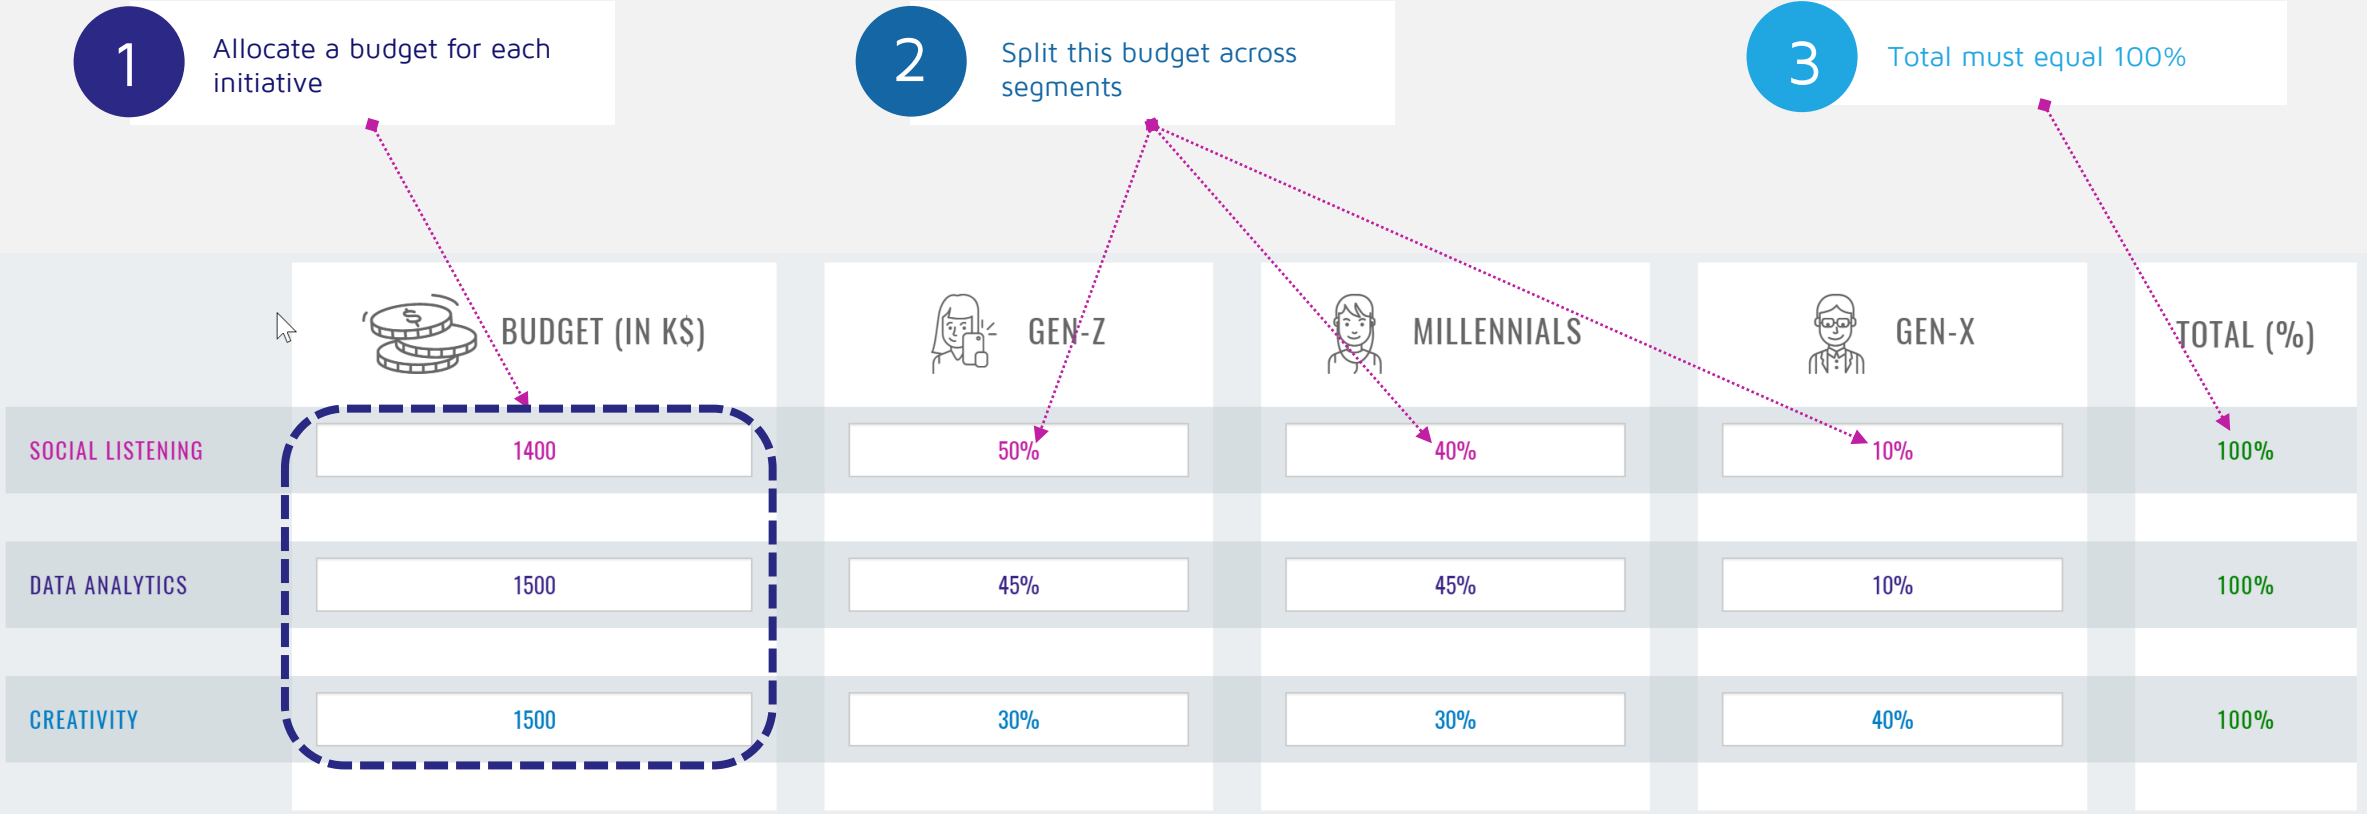 1
Allocate a budget for each
initiative
2
Split this budget across
segments
3
Total must equal 100%
BUDGET (IN K$)
GEN-Z
MILLENNIALS
GEN-X
TOTAL (%)
SOCIAL LISTENING
1400
50%
40%
10%
100%
DATA ANALYTICS
1500
45%
45%
10%
100%
CREATIVITY
1500
30%
30%
40%
100%